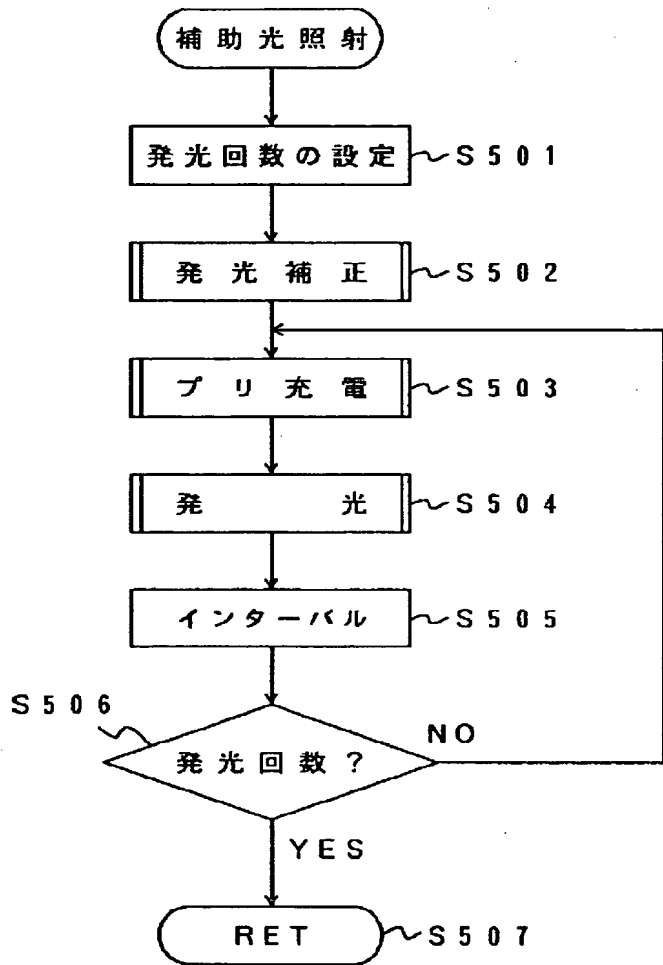 補助光照射
発光回数の設定 S501
発光補正 S502
プリ充電 S503
発光 S504
インターバル S505
S506
発光回数? NO
YES
RET S507